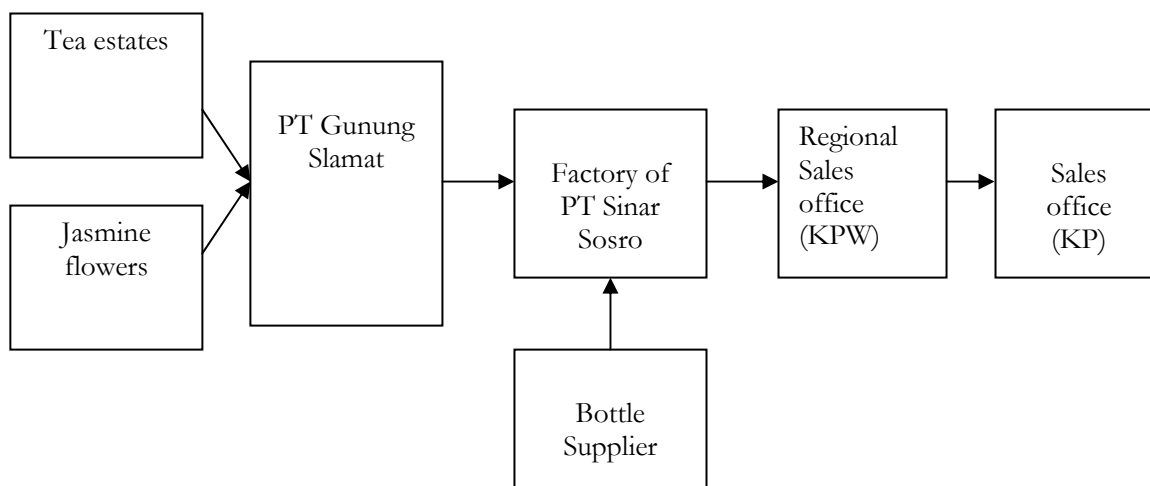 Tea estates
Jasmine
flowers
PT Gunung
Slamat
Factory of
PT Sinar
Sosro
Bottle
Supplier
Regional
Sales
office
(KPW)
Sales
office
(KP)